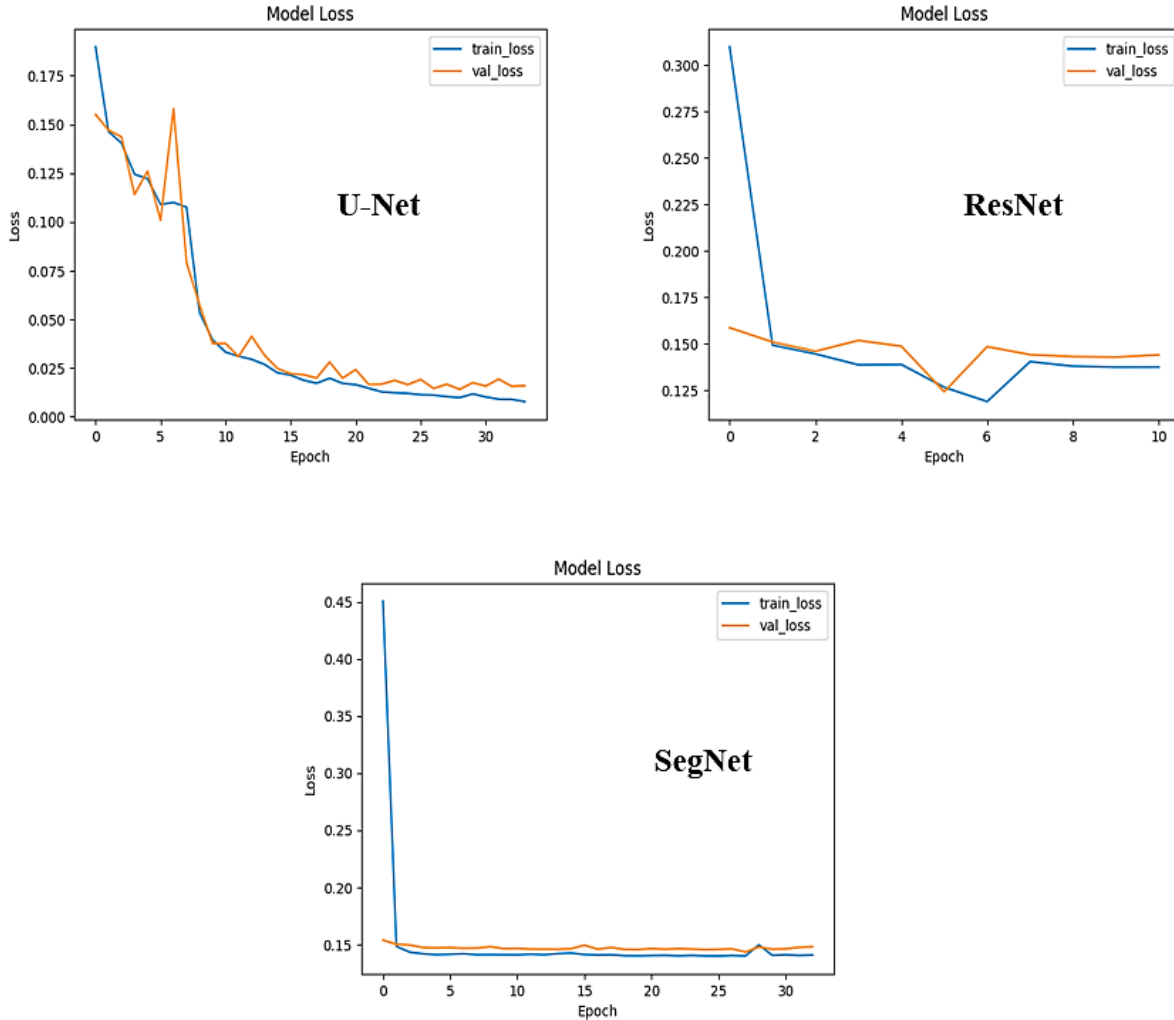 Model Loss
train_loss
val_loss
0.175
0.150
0.125
0.100
0.075
0.050
0.025
0.000
Loss
U-Net
0 5 10 15 20 25 30
Epoch
Model Loss
train_loss
val_loss
0.300
0.275
0.250
0.225
0.200
0.175
0.150
0.125
Loss
ResNet
0 2 4 6 8 10
Epoch
Model Loss
train_loss
val_loss
0.45
0.40
0.35
0.30
0.25
0.20
0.15
Loss
SegNet
0 5 10 15 20 25 30
Epoch